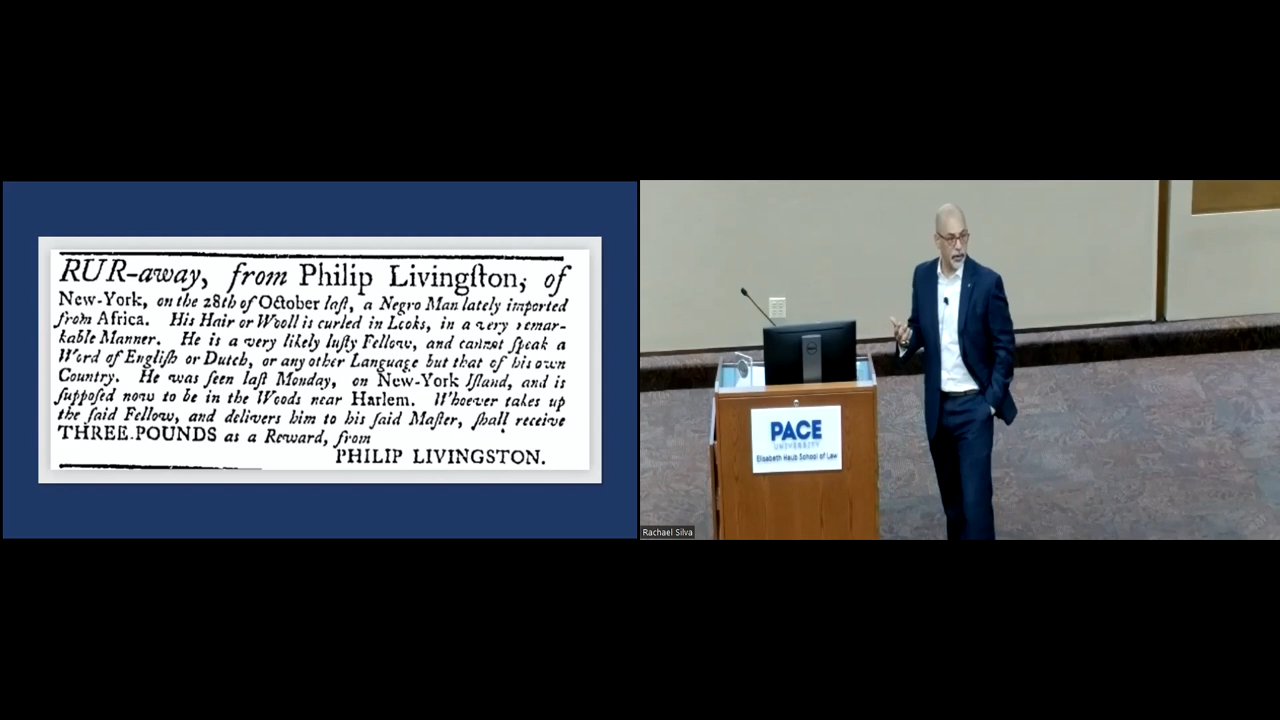 RUR-away, from Philip Livingſton, of
New-York, on the 28th of October laſt, a Negro Man lately imported
from Africa. His Hair or Wooll is curled in Locks, in a very remar-
kable Manner. He is a very likely luſty Fellow, and cannot ſpeak a
Word of Engliſh or Dutch, or any other Language but that of his own
Country. He was ſeen laſt Monday, on New-York Iſland, and is
ſuppoſed now to be in the Woods near Harlem. Whoever takes up
the ſaid Fellow, and delivers him to his ſaid Maſter, ſhall receive
THREE POUNDS as a Reward, from
PHILIP LIVINGSTON.
DELL
PACE
UNIVERSITY
Elisabeth Haub School of Law
Rachael Silva